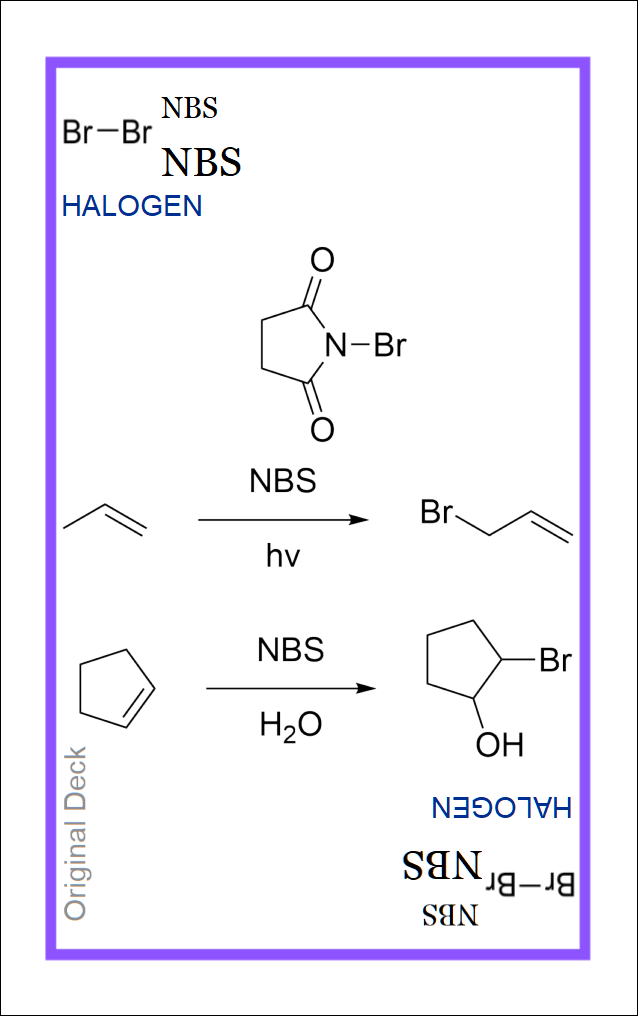 Br–Br NBS
NBS
HALOGEN
O
N–Br
O
NBS
hv
Br
NBS
H₂O
Br
OH
Original Deck
HALOGEN
NBS
Br–Br
NBS